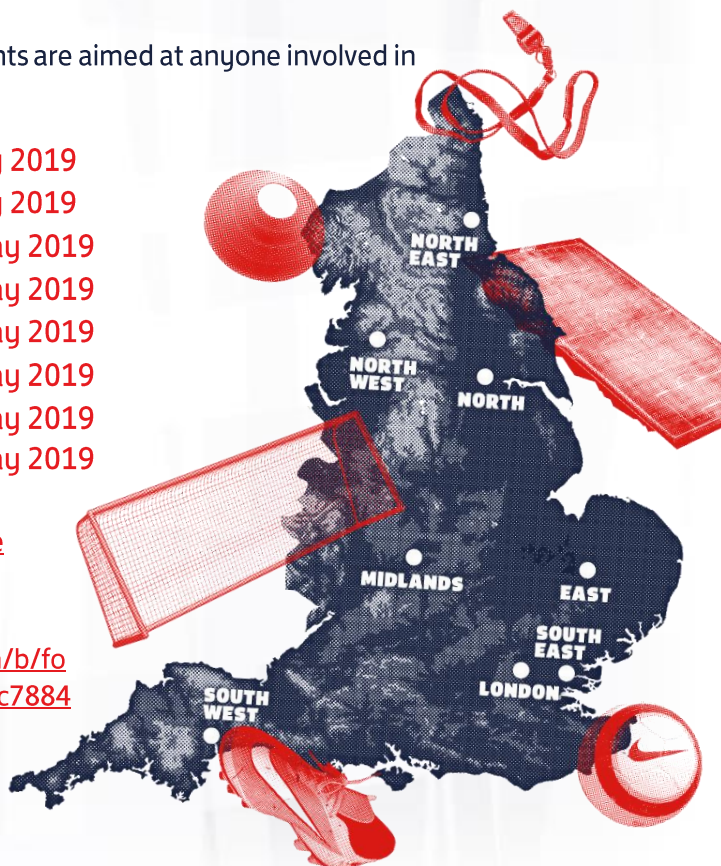 nts are aimed at anyone involved in
y 2019
y 2019
ay 2019
ay 2019
ay 2019
ay 2019
ay 2019
ay 2019
e
n/b/fo
c7884
NORTH
EAST
NORTH
WEST
NORTH
MIDLANDS
EAST
SOUTH
EAST
LONDON
SOUTH
WEST